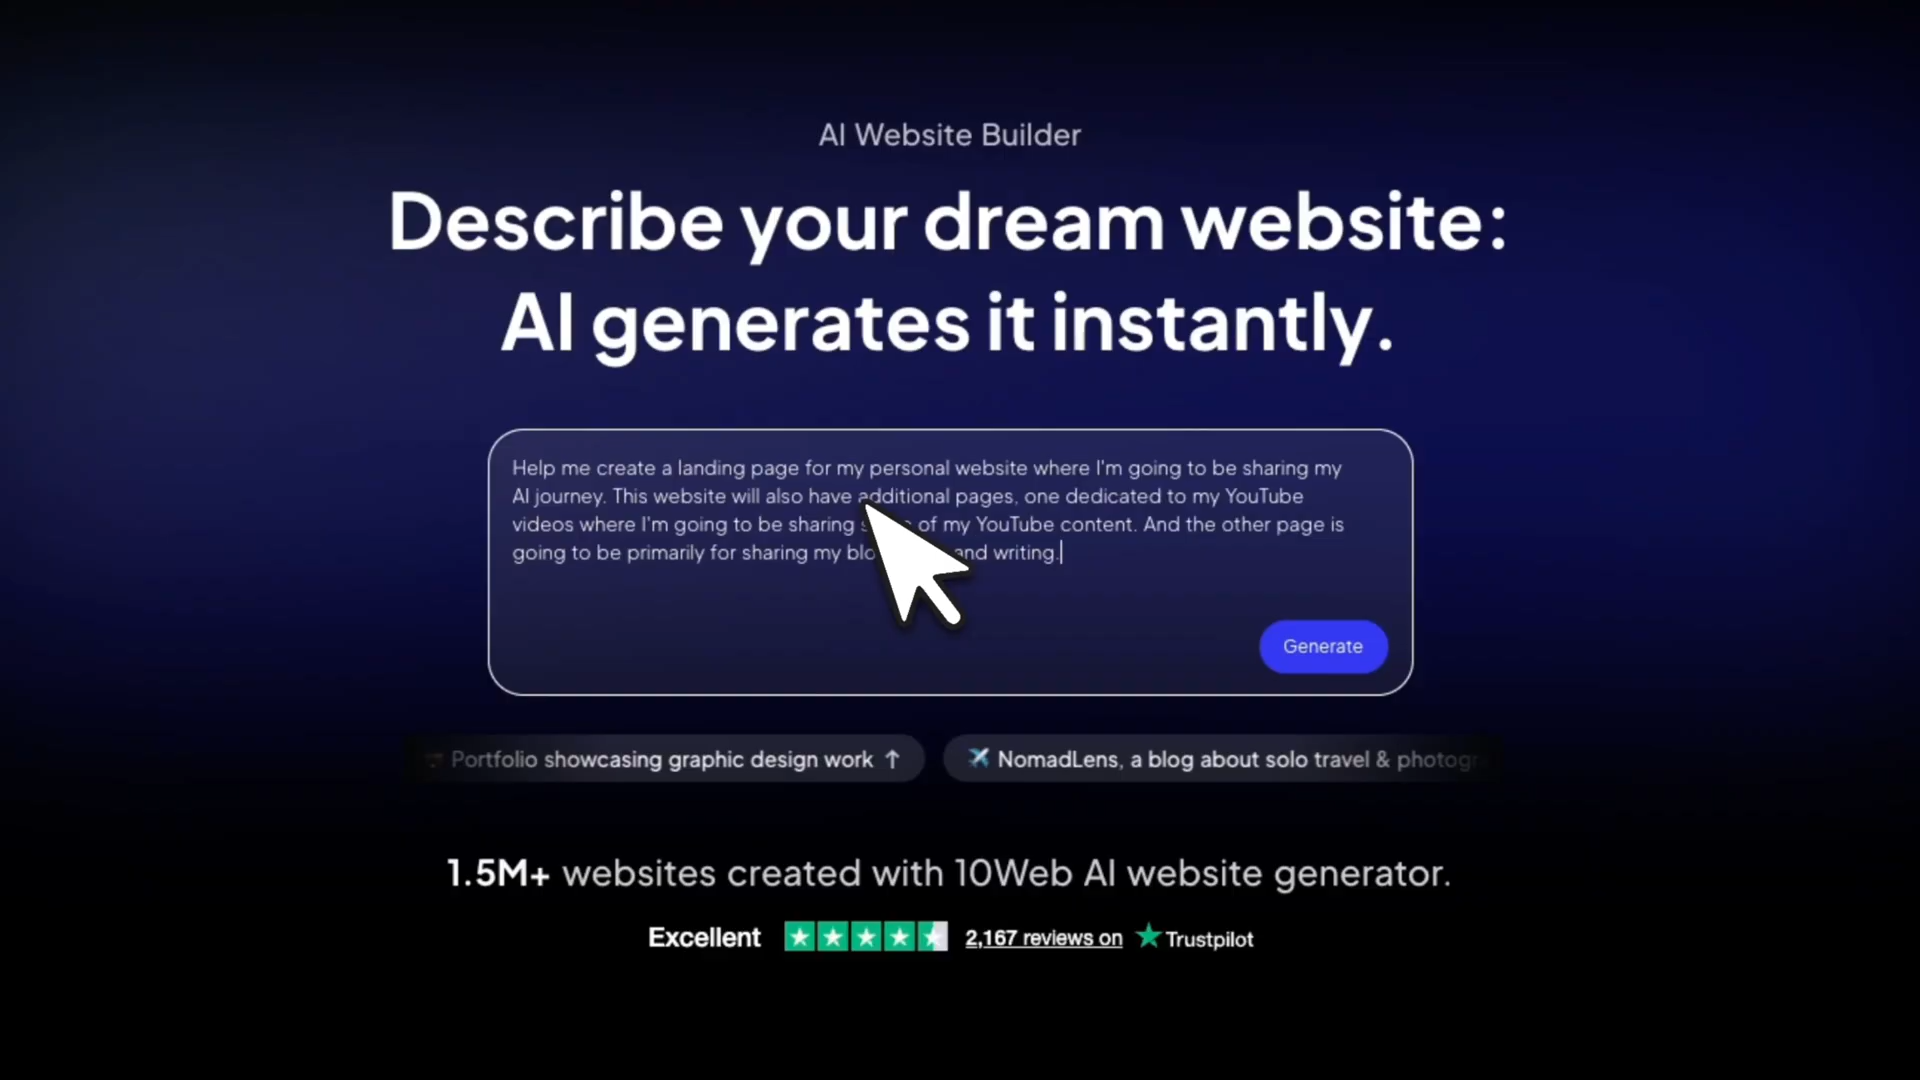 AI Website Builder
Describe your dream website:
AI generates it instantly.
Help me create a landing page for my personal website where I'm going to be sharing my
AI journey. This website will also have additional pages, one dedicated to my YouTube
videos where I'm going to be sharing of my YouTube content. And the other page is
going to be primarily for sharing my and writing.
Generate
Portfolio showcasing graphic design work ↑
NomadLens, a blog about solo travel &
1.5M+ websites created with 10Web AI website generator.
Excellent 2,167 reviews on Trustpilot